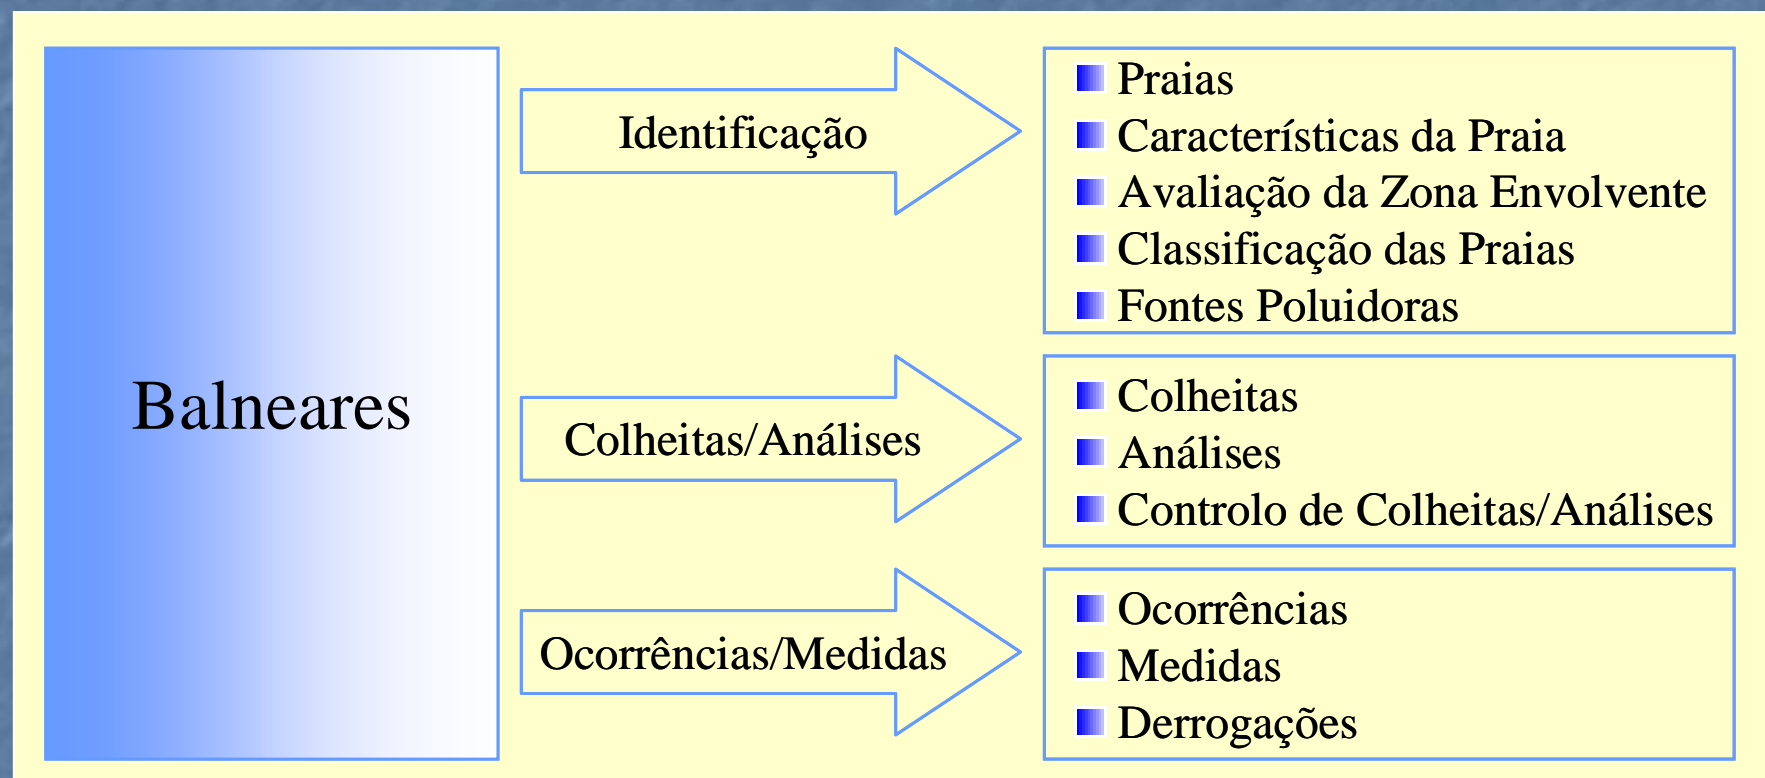 Balneares
Identificação
Praias
Características da Praia
Avaliação da Zona Envolvente
Classificação das Praias
Fontes Poluidoras
Colheitas/Análises
Colheitas
Análises
Controlo de Colheitas/Análises
Ocorrências/Medidas
Ocorrências
Medidas
Derrogações